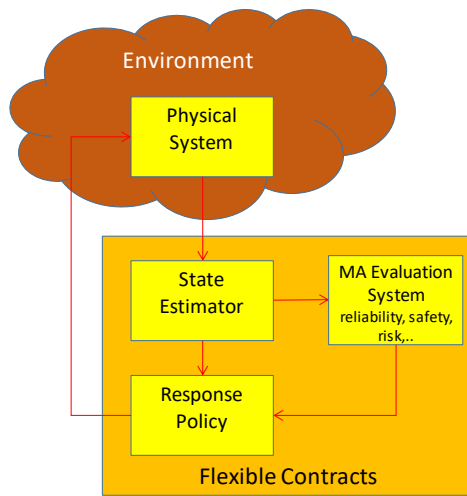 Environment
Physical
System
State
Estimator
MA Evaluation
System
reliability, safety,
risk,..
Response
Policy
Flexible Contracts